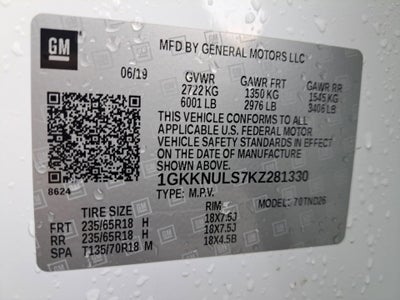 GM
MFD BY GENERAL MOTORS LLC
06/19 GVWR GAWR FRT GAWR RR
2722 KG 1350 KG 1545 KG
6001 LB 2976 LB 3406 LB
THIS VEHICLE CONFORMS TO ALL
APPLICABLE U.S. FEDERAL MOTOR
VEHICLE SAFETY STANDARDS IN EFFECT
ON THE DATE OF MANUFACTURE
SHOWN ABOVE.
8624 1GKKNULS7KZ281330
TYPE: M.P.V. MODEL: 70TND26
TIRE SIZE RIM
FRT 235/65R18 H 18X7.5J
RR 235/65R18 H 18X7.5J
SPA T135/70R18 M 18X4.5B